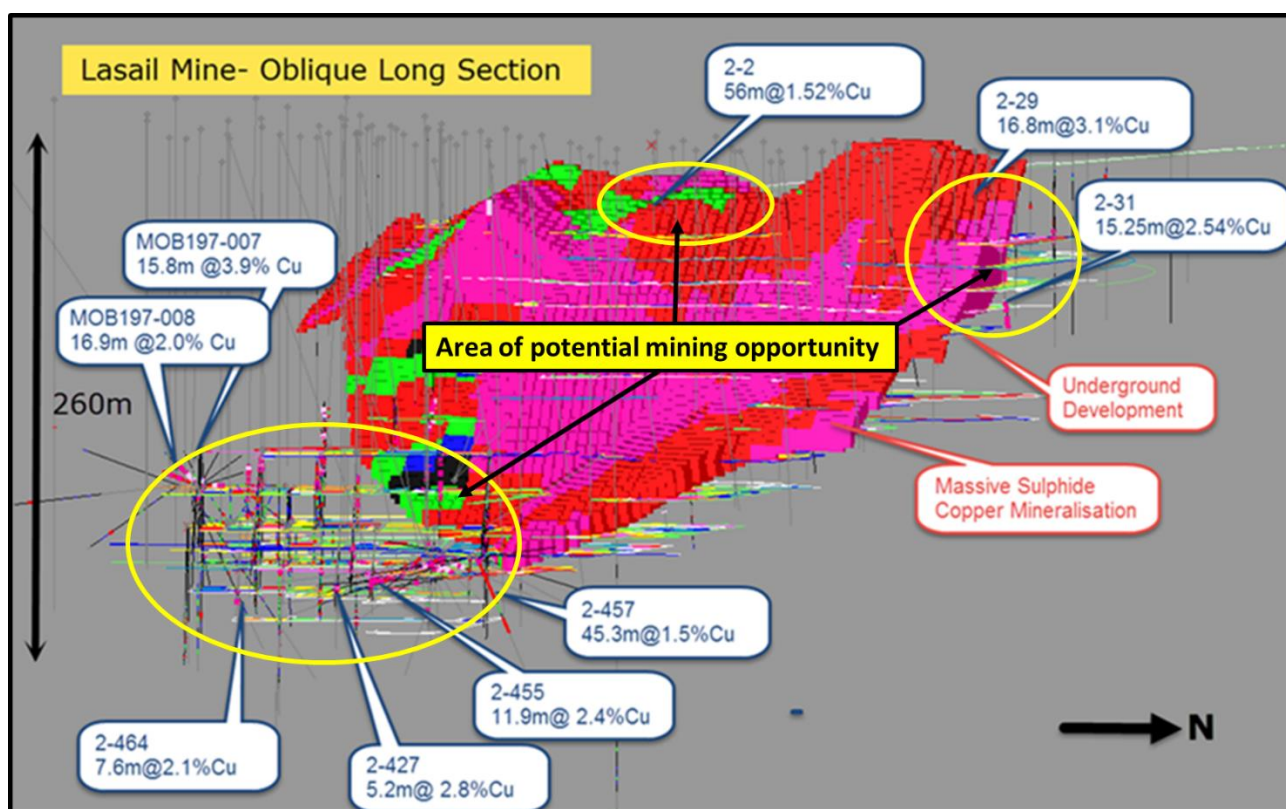 Lasail Mine- Oblique Long Section
2-2
56m@1.52%Cu
2-29
16.8m@3.1%Cu
2-31
15.25m@2.54%Cu
MOB197-007
15.8m @3.9% Cu
MOB197-008
16.9m @2.0% Cu
Area of potential mining opportunity
260m
Underground
Development
Massive Sulphide
Copper Mineralisation
2-457
45.3m@1.5%Cu
2-455
11.9m@ 2.4%Cu
2-464
7.6m@2.1%Cu
2-427
5.2m@ 2.8%Cu
N